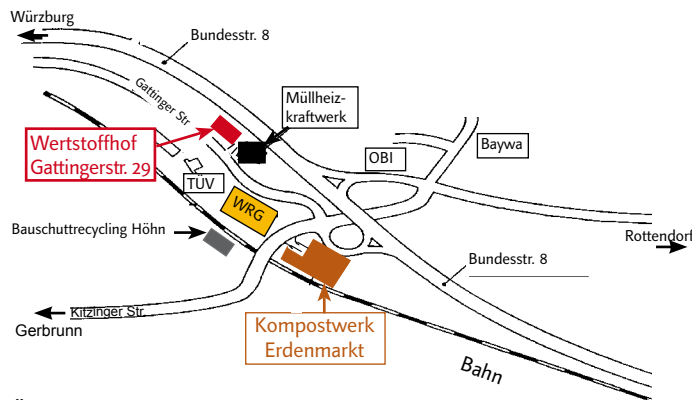 Würzburg
Bundesstr. 8
Gattinger Str
Müllheiz-
kraftwerk
Wertstoffhof
Gattingerstr. 29
OBI
Baywa
TÜV
WRG
Bauschuttrecycling Höhn
Rottendorf
Bundesstr. 8
Kitzinger Str.
Gerbrunn
Kompostwerk
Erdenmarkt
Bahn